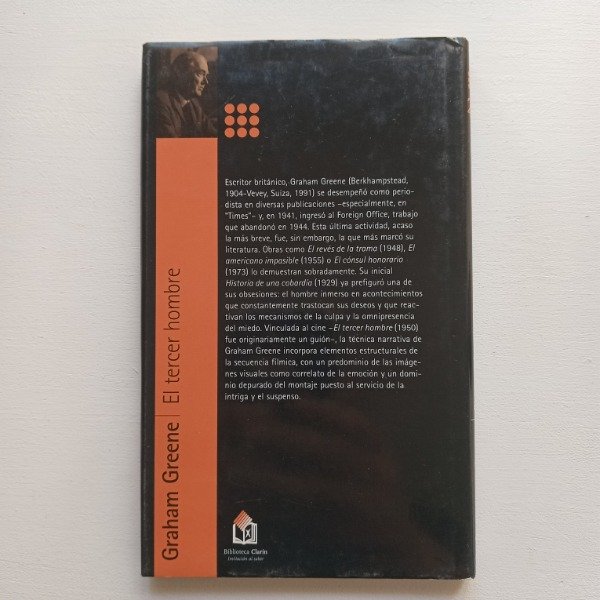 Graham Greene | El tercer hombre
Escritor británico, Graham Greene (Berkhampstead,
1904-Vevey, Suiza, 1991) se desempeñó como perio-
dista en diversas publicaciones –especialmente, en
"Times"– y, en 1941, ingresó al Foreign Office, trabajo
que abandonó en 1944. Esta última actividad, acaso
la más breve, fue, sin embargo, la que más marcó su
literatura. Obras como El revés de la trama (1948), El
americano imposible (1955) o El cónsul honorario
(1973) lo demuestran sobradamente. Su inicial
Historia de una cobardía (1929) ya prefiguró una de
sus obsesiones: el hombre inmerso en acontecimientos
que constantemente trastocan sus deseos y que reac-
tivan los mecanismos de la culpa y la omnipresencia
del miedo. Vinculada al cine –El tercer hombre (1950)
fue originariamente un guión–, la técnica narrativa de
Graham Greene incorpora elementos estructurales de
la secuencia fílmica, con un predominio de las imáge-
nes visuales como correlato de la emoción y un domi-
nio depurado del montaje puesto al servicio de la
intriga y el suspenso.
Biblioteca Clarín
Invitación al saber